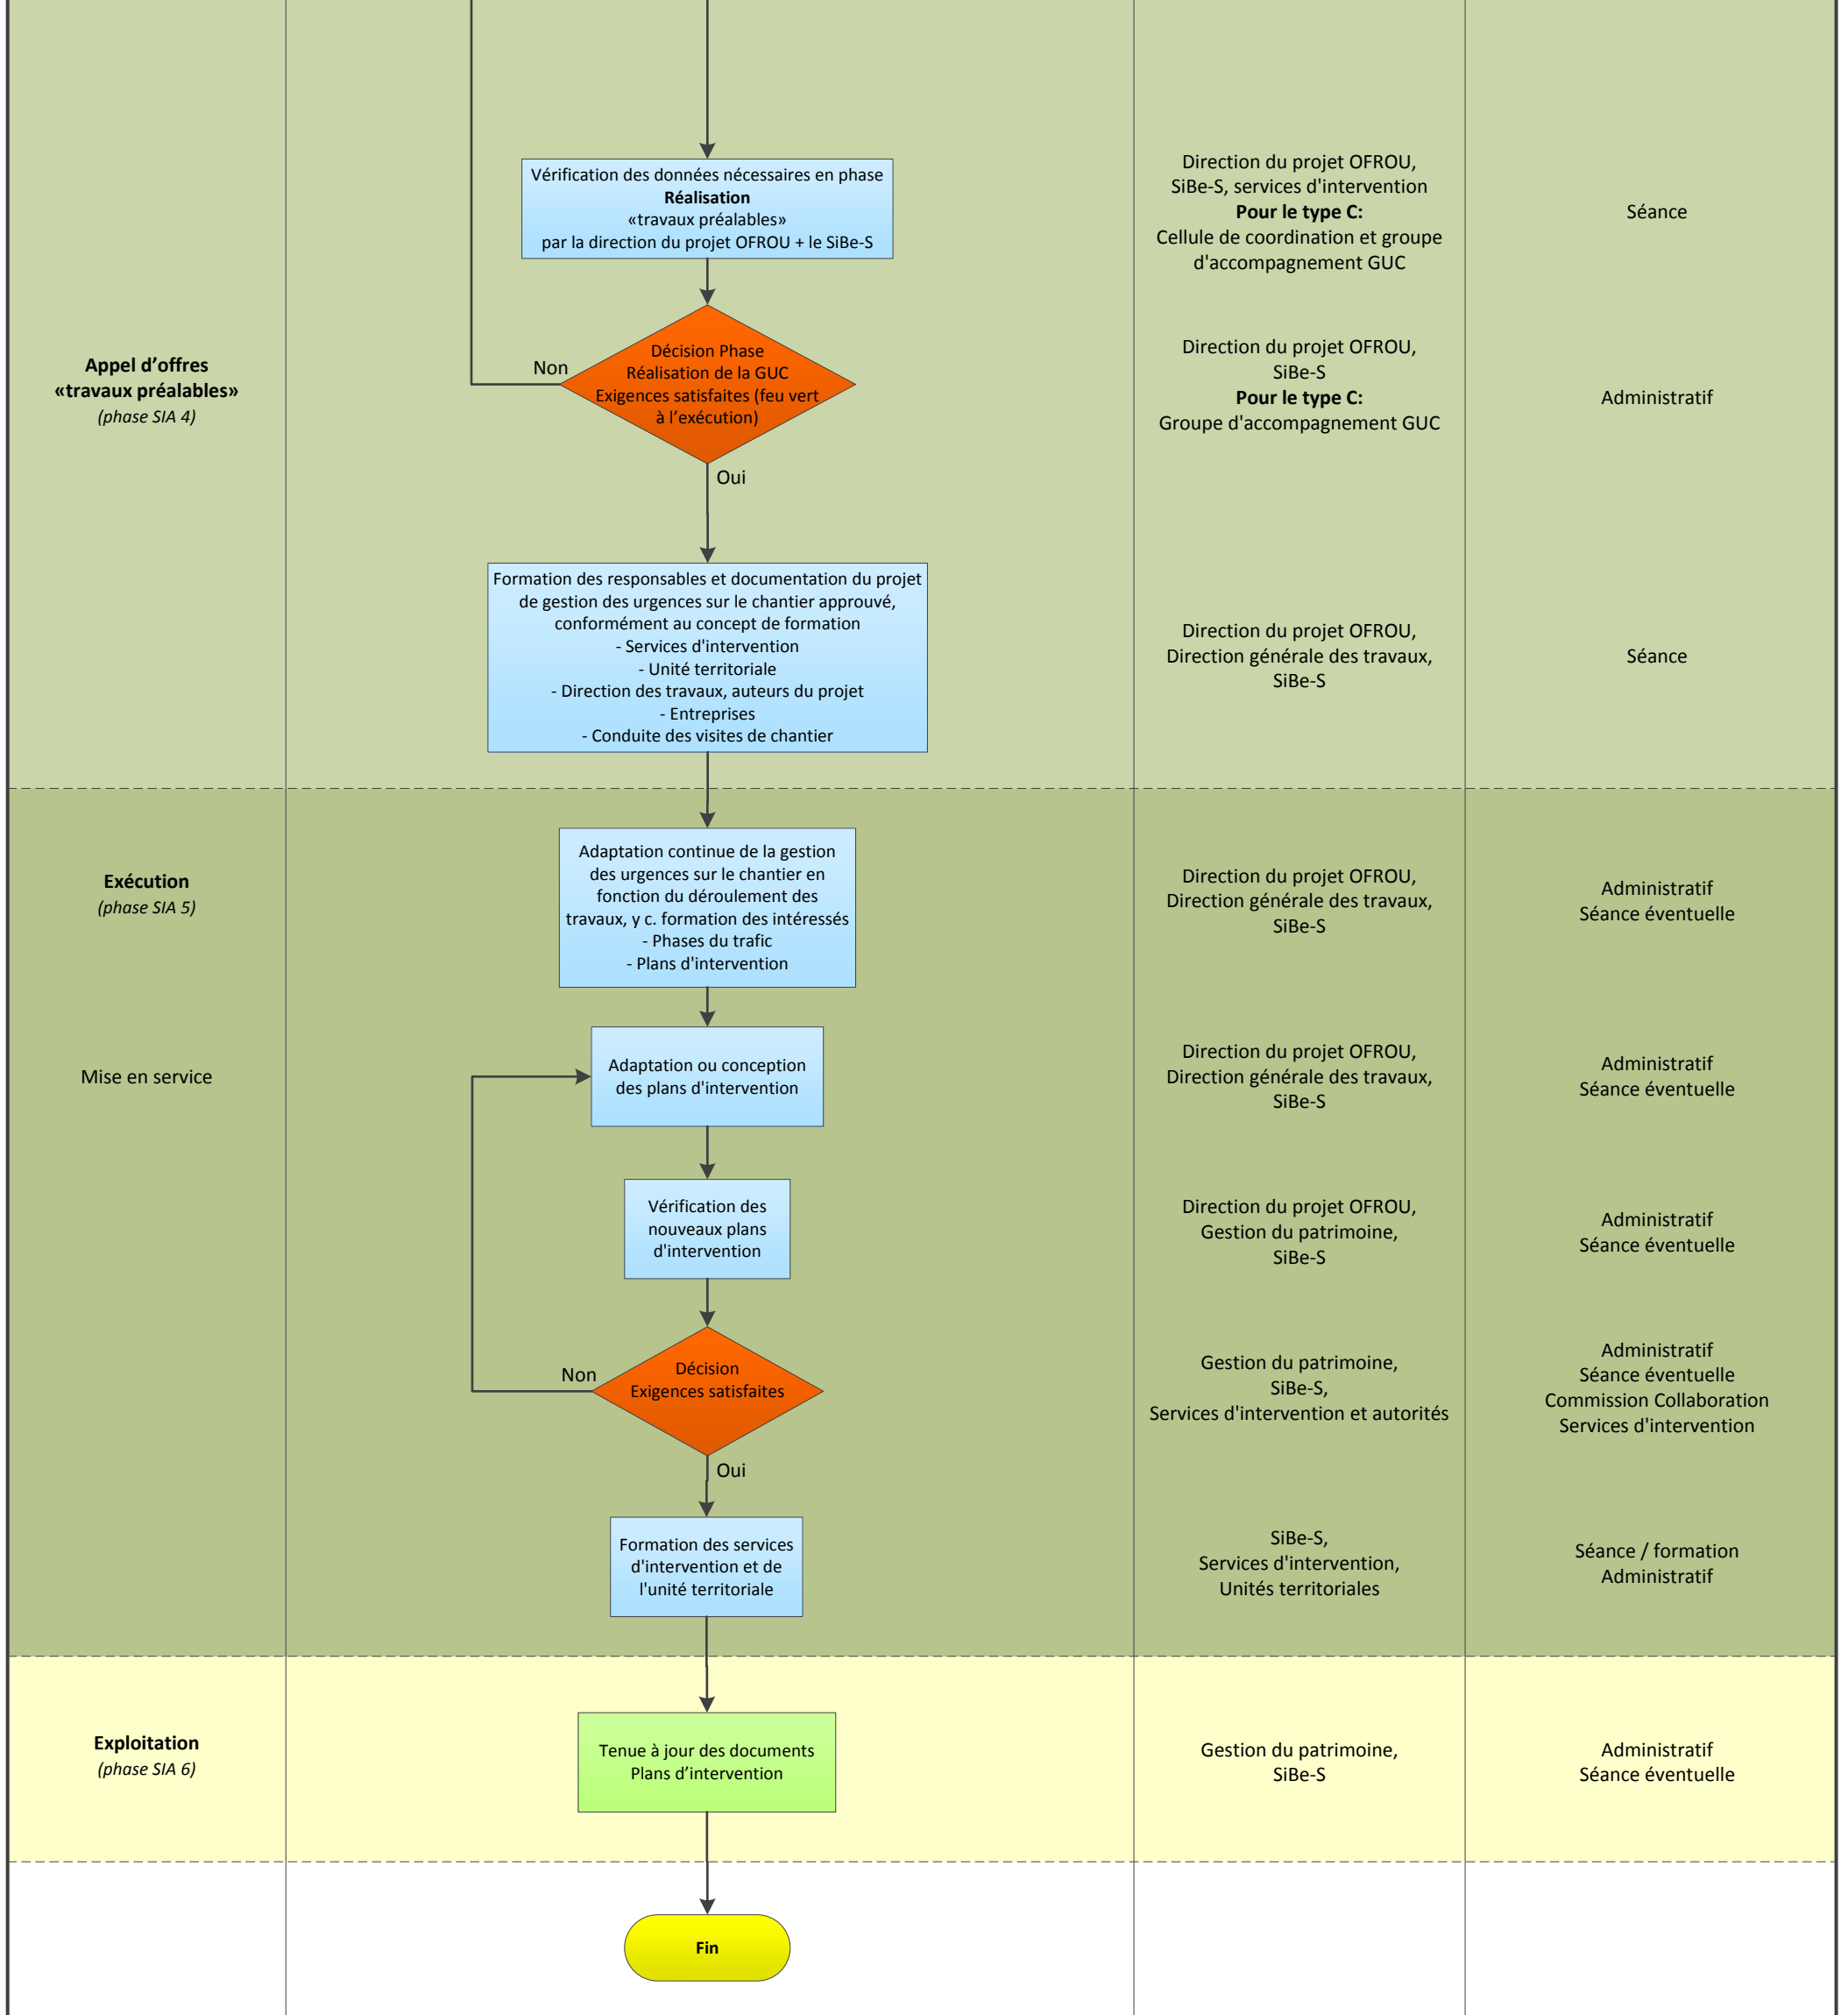 Vérification des données nécessaires en phase
Réalisation
«travaux préalables»
par la direction du projet OFROU + le SiBe-S
Direction du projet OFROU,
SiBe-S, services d'intervention
Pour le type C:
Cellule de coordination et groupe
d'accompagnement GUC
Séance
Appel d’offres
«travaux préalables»
(phase SIA 4)
Non
Décision Phase
Réalisation de la GUC
Exigences satisfaites (feu vert
à l’exécution)
Oui
Direction du projet OFROU,
SiBe-S
Pour le type C:
Groupe d'accompagnement GUC
Administratif
Formation des responsables et documentation du projet
de gestion des urgences sur le chantier approuvé,
conformément au concept de formation
- Services d'intervention
- Unité territoriale
- Direction des travaux, auteurs du projet
- Entreprises
- Conduite des visites de chantier
Direction du projet OFROU,
Direction générale des travaux,
SiBe-S
Séance
Exécution
(phase SIA 5)
Adaptation continue de la gestion
des urgences sur le chantier en
fonction du déroulement des
travaux, y c. formation des intéressés
- Phases du trafic
- Plans d'intervention
Direction du projet OFROU,
Direction générale des travaux,
SiBe-S
Administratif
Séance éventuelle
Mise en service
Adaptation ou conception
des plans d'intervention
Direction du projet OFROU,
Direction générale des travaux,
SiBe-S
Administratif
Séance éventuelle
Vérification des
nouveaux plans
d'intervention
Direction du projet OFROU,
Gestion du patrimoine,
SiBe-S
Administratif
Séance éventuelle
Non
Décision
Exigences satisfaites
Oui
Gestion du patrimoine,
SiBe-S,
Services d'intervention et autorités
Administratif
Séance éventuelle
Commission Collaboration
Services d'intervention
Formation des services
d'intervention et de
l'unité territoriale
SiBe-S,
Services d'intervention,
Unités territoriales
Séance / formation
Administratif
Exploitation
(phase SIA 6)
Tenue à jour des documents
Plans d’intervention
Gestion du patrimoine,
SiBe-S
Administratif
Séance éventuelle
Fin